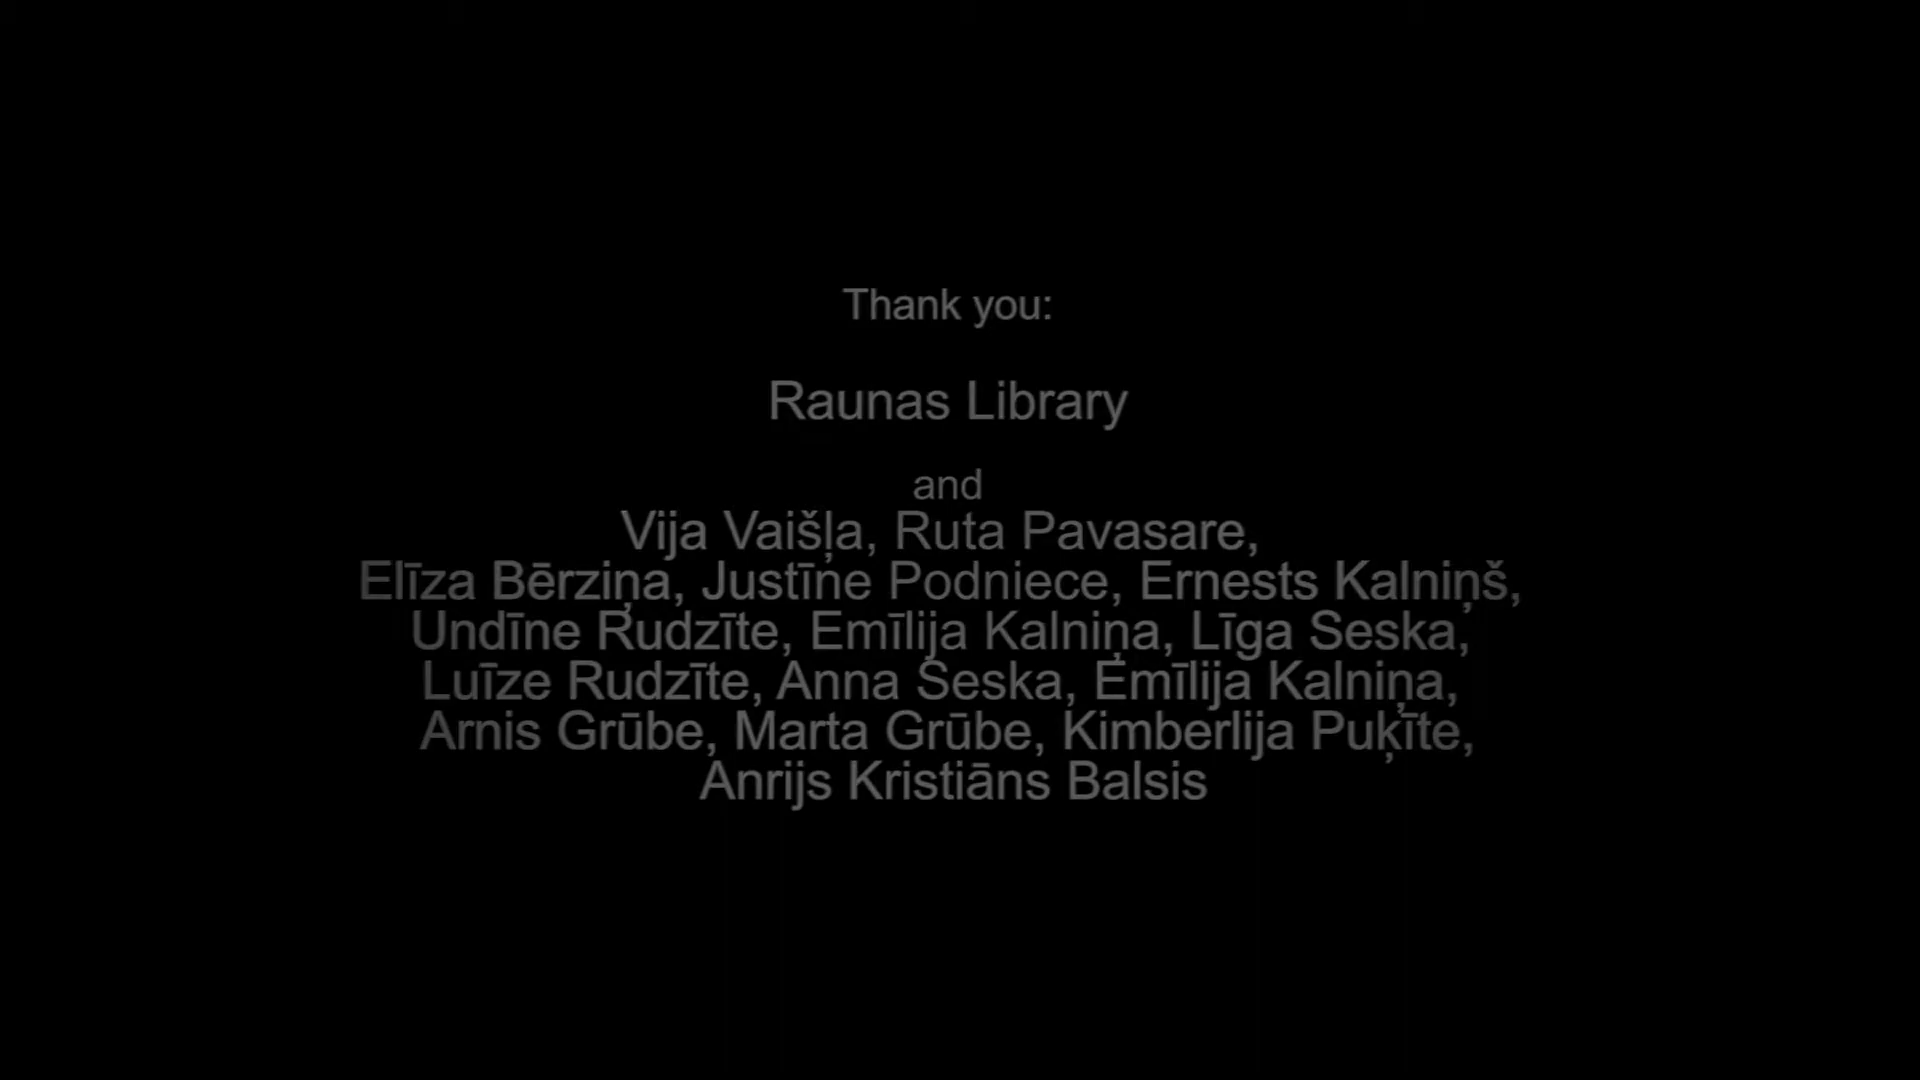 Thank you:
Raunas Library
and
Vija Vaišļa, Ruta Pavasare,
Elīza Bērziņa, Justīne Podniece, Ernests Kalniņš,
Undīne Rudzīte, Emīlija Kalniņa, Līga Seska,
Luīze Rudzīte, Anna Seska, Emīlija Kalniņa,
Arnis Grūbe, Marta Grūbe, Kimberlija Puķīte,
Anrijs Kristiāns Balsis